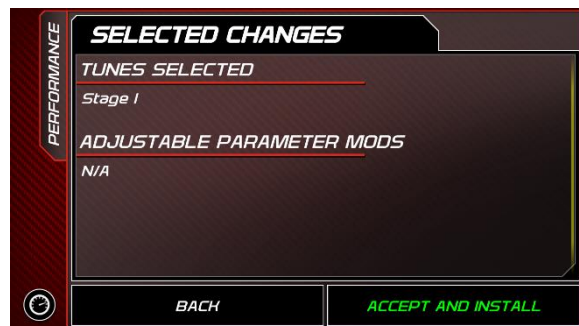 PERFORMANCE
SELECTED CHANGES
TUNES SELECTED
Stage I
ADJUSTABLE PARAMETER MODS
N/A
BACK
ACCEPT AND INSTALL